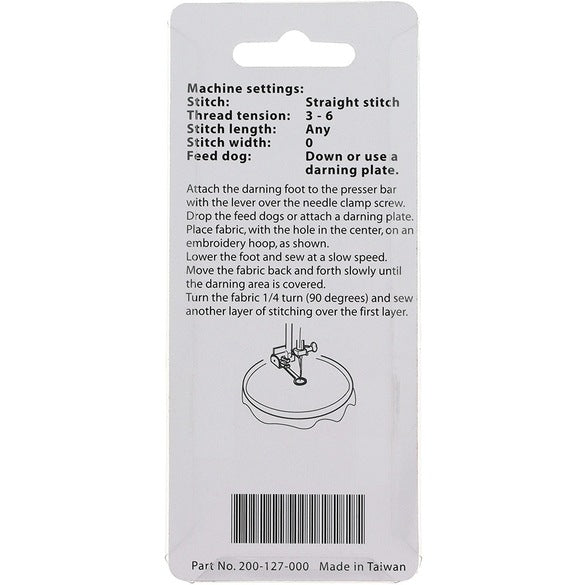 Machine settings:
Stitch: Straight stitch
Thread tension: 3 - 6
Stitch length: Any
Stitch width: 0
Feed dog: Down or use a
darning plate.
Attach the darning foot to the presser bar
with the lever over the needle clamp screw.
Drop the feed dogs or attach a darning plate.
Place fabric, with the hole in the center, on an
embroidery hoop, as shown.
Lower the foot and sew at a slow speed.
Move the fabric back and forth slowly until
the darning area is covered.
Turn the fabric 1/4 turn (90 degrees) and sew
another layer of stitching over the first layer.
Part No. 200-127-000 Made in Taiwan